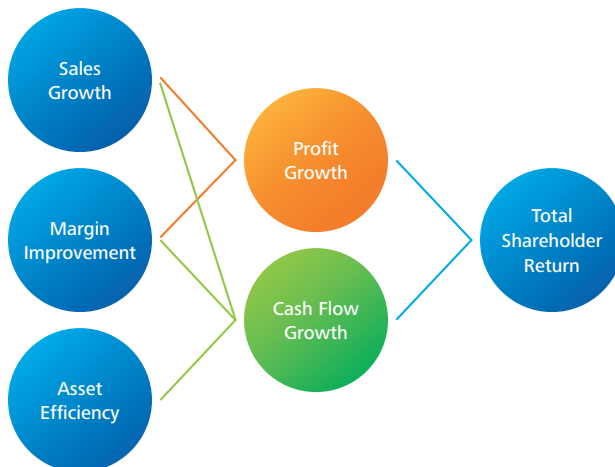 Sales
Growth
Margin
Improvement
Asset
Efficiency
Profit
Growth
Cash Flow
Growth
Total
Shareholder
Return